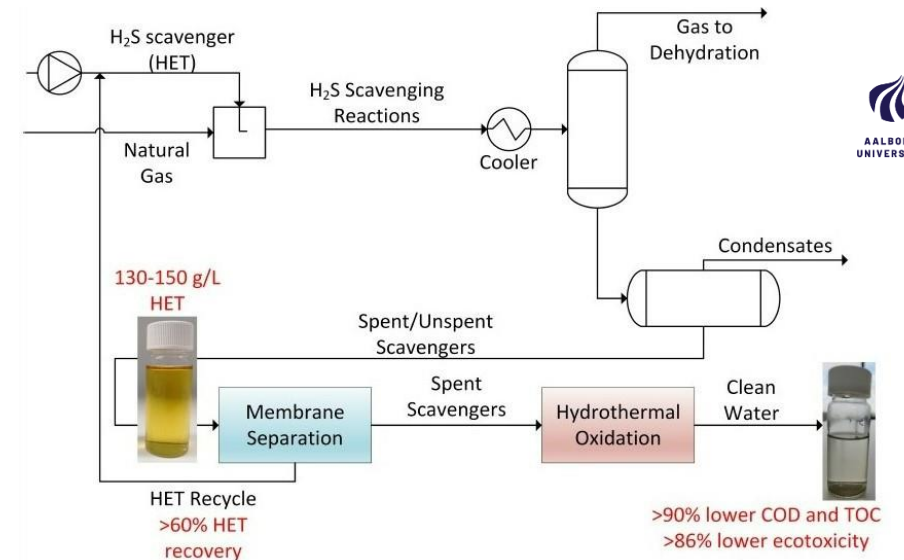 H₂S scavenger
(HET)
Gas to
Dehydration
H₂S Scavenging
Reactions
Natural
Gas
Cooler
Condensates
130-150 g/L
HET
Spent/Unspent
Scavengers
Membrane
Separation
Spent
Scavengers
Hydrothermal
Oxidation
Clean
Water
HET Recycle
>60% HET
recovery
>90% lower COD and TOC
>86% lower ecotoxicity